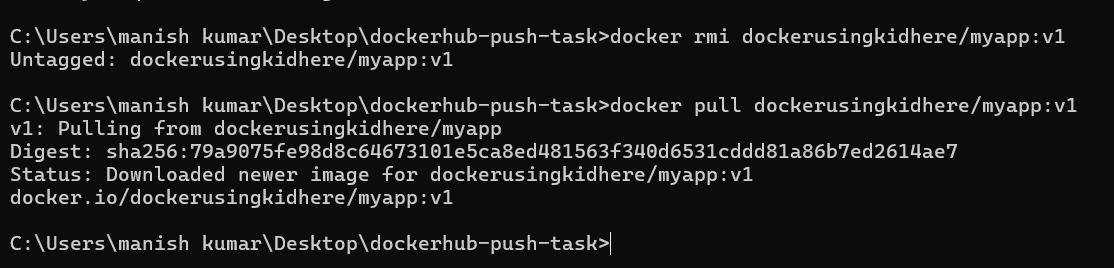 C:\Users\manish kumar\Desktop\dockerhub-push-task>docker rmi dockerusingkidhere/myapp:v1
Untagged: dockerusingkidhere/myapp:v1
C:\Users\manish kumar\Desktop\dockerhub-push-task>docker pull dockerusingkidhere/myapp:v1
v1: Pulling from dockerusingkidhere/myapp
Digest: sha256:79a9075fe98d8c64673101e5ca8ed481563f340d6531cddd81a86b7ed2614ae7
Status: Downloaded newer image for dockerusingkidhere/myapp:v1
docker.io/dockerusingkidhere/myapp:v1
C:\Users\manish kumar\Desktop\dockerhub-push-task>